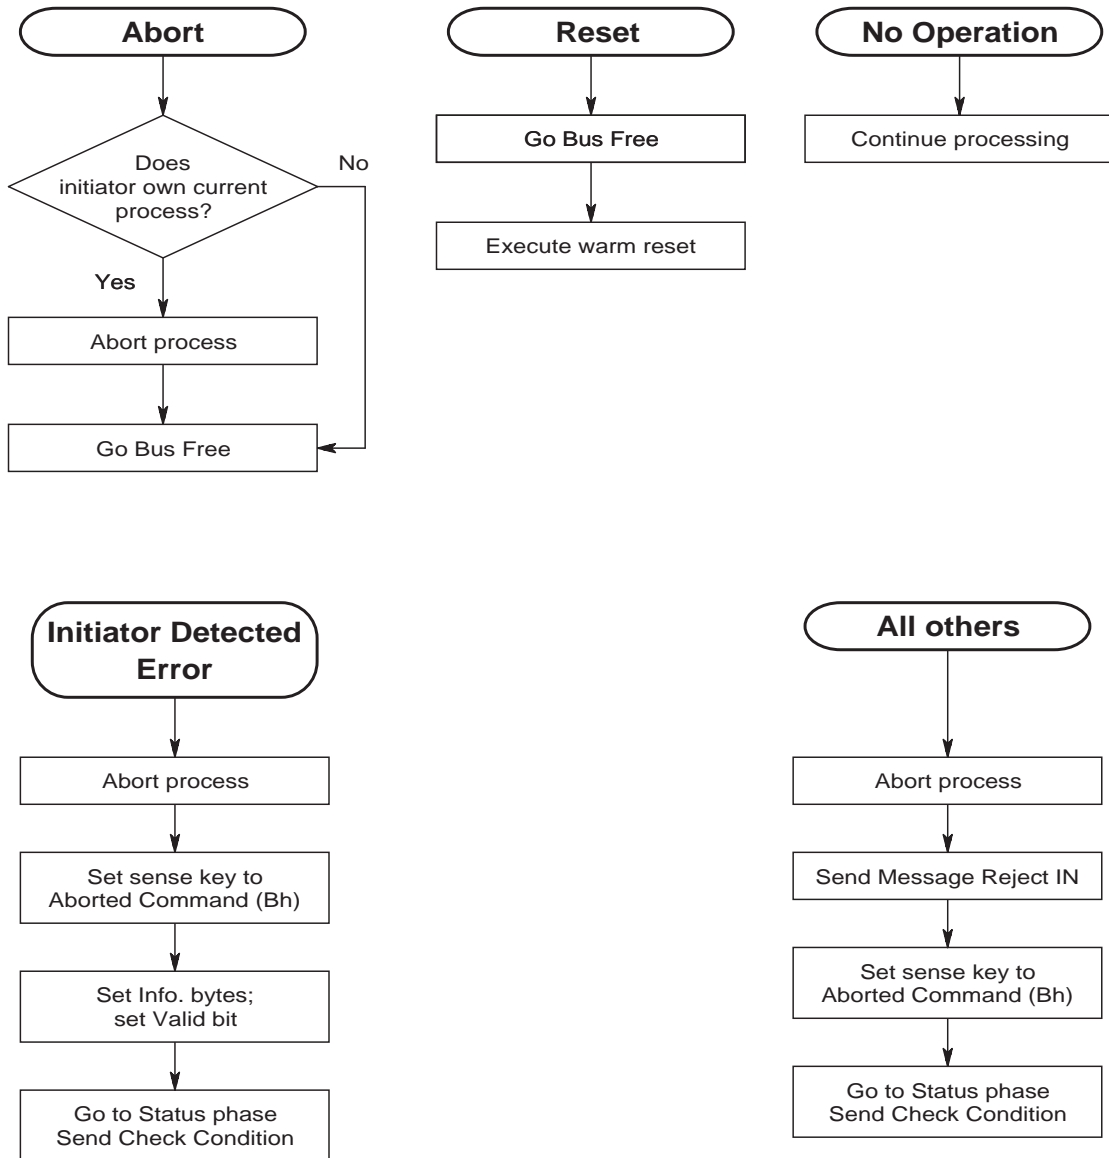 Abort
Does
initiator own current
process?
No
Yes
Abort process
Go Bus Free
Reset
Go Bus Free
Execute warm reset
No Operation
Continue processing
Initiator Detected
Error
Abort process
Set sense key to
Aborted Command (Bh)
Set Info. bytes;
set Valid bit
Go to Status phase
Send Check Condition
All others
Abort process
Send Message Reject IN
Set sense key to
Aborted Command (Bh)
Go to Status phase
Send Check Condition